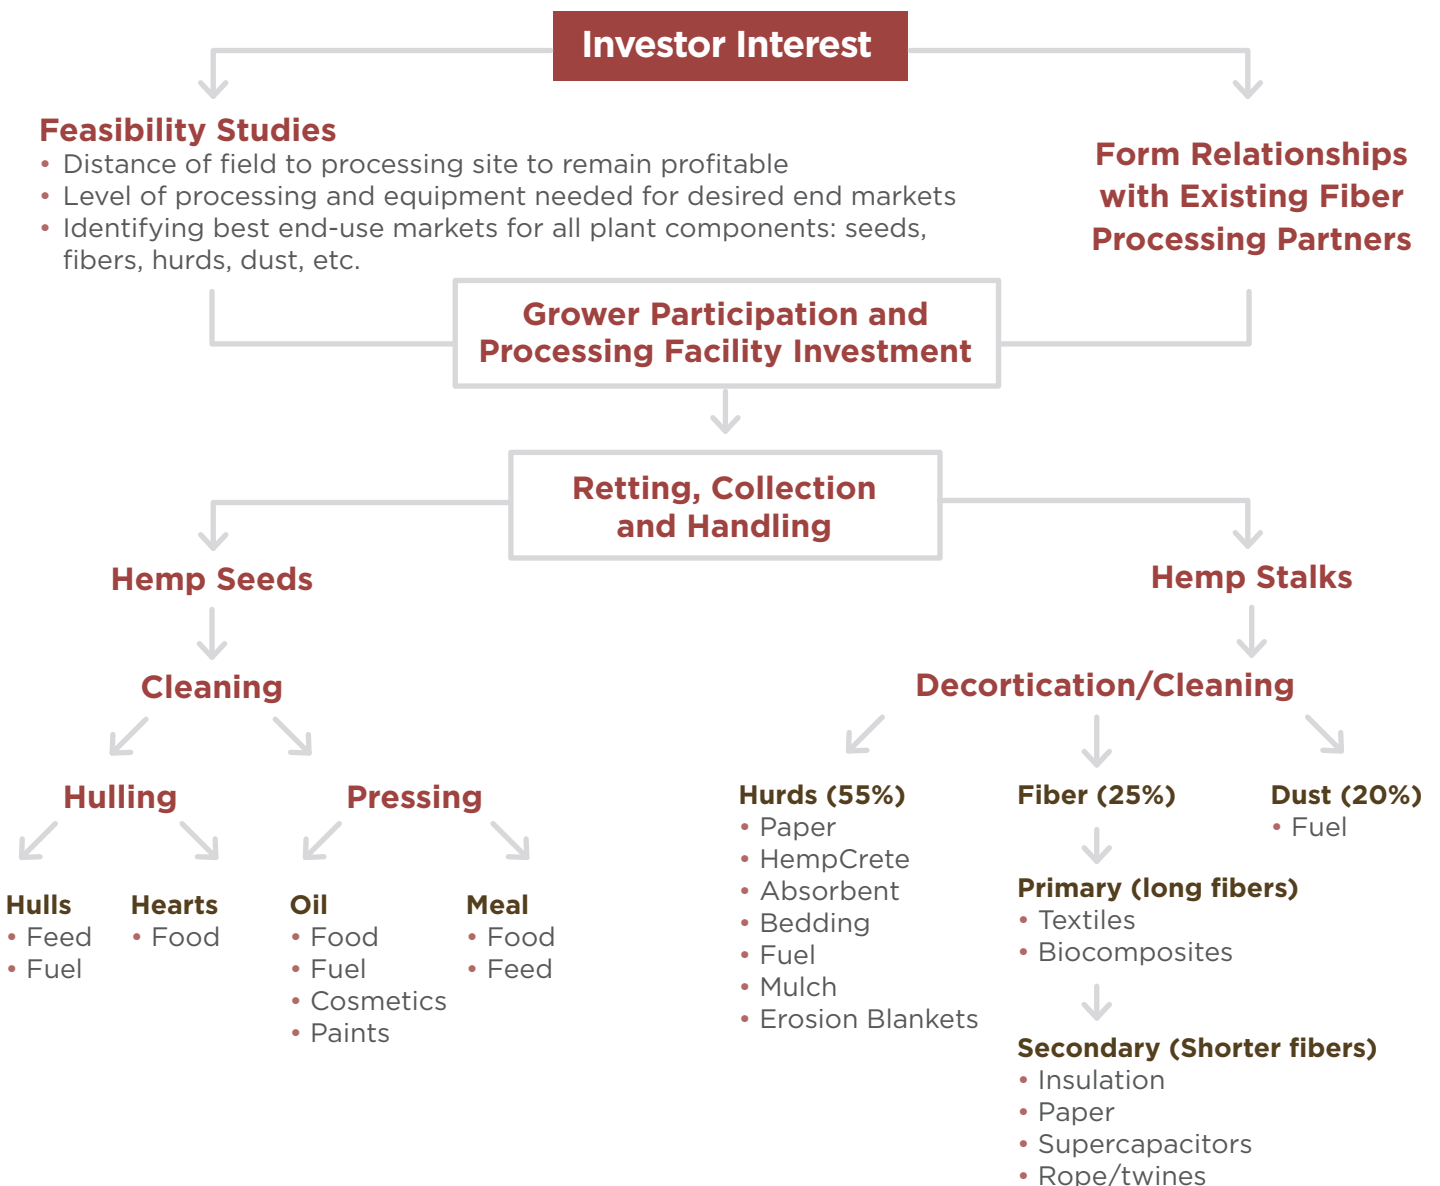 Investor Interest
Feasibility Studies
• Distance of field to processing site to remain profitable
• Level of processing and equipment needed for desired end markets
• Identifying best end-use markets for all plant components: seeds,
fibers, hurds, dust, etc.
Form Relationships
with Existing Fiber
Processing Partners
Grower Participation and
Processing Facility Investment
Retting, Collection
and Handling
Hemp Seeds
Cleaning
Hulling
Pressing
Hulls
• Feed
• Fuel
Hearts
• Food
Oil
• Food
• Fuel
• Cosmetics
• Paints
Meal
• Food
• Feed
Hemp Stalks
Decortication/Cleaning
Hurds (55%)
• Paper
• HempCrete
• Absorbent
• Bedding
• Fuel
• Mulch
• Erosion Blankets
Fiber (25%)
Primary (long fibers)
• Textiles
• Biocomposites
Secondary (Shorter fibers)
• Insulation
• Paper
• Supercapacitors
• Rope/twines
Dust (20%)
• Fuel